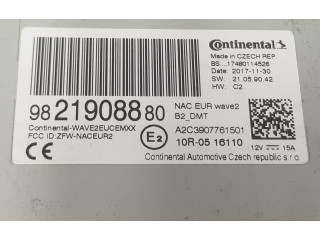 Continental
Made in CZECH REP
BS...:17480114526
Date: 2017-11-30
SW: 21.05.90.42
HW: C2
98 219088 80
NAC EUR wave2
B2_DMT
Continental-WAVE2EUCEMXX
FCC ID:ZFW-NACEUR2
E2
A2C3907761501
10R-05 16110
12V 15A
CE
Continental Automotive Czech republic s.r.o